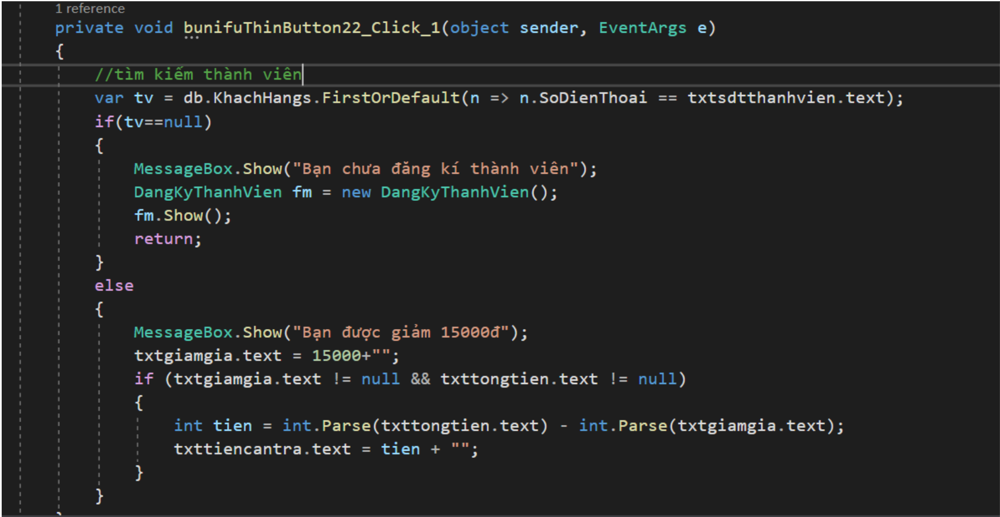 1 reference
private void bunifuThinButton22_Click_1(object sender, EventArgs e)
{
//tìm kiếm thành viên
var tv = db.KhachHangs.FirstOrDefault(n => n.SoDienThoai == txtsdtthanhvien.text);
if(tv==null)
{
MessageBox.Show("Bạn chưa đăng kí thành viên");
DangKyThanhVien fm = new DangKyThanhVien();
fm.Show();
return;
}
else
{
MessageBox.Show("Bạn được giảm 15000đ");
txtgiamgia.text = 15000+"";
if (txtgiamgia.text != null && txttongtien.text != null)
{
int tien = int.Parse(txttongtien.text) - int.Parse(txtgiamgia.text);
txttiencantra.text = tien + "";
}
}